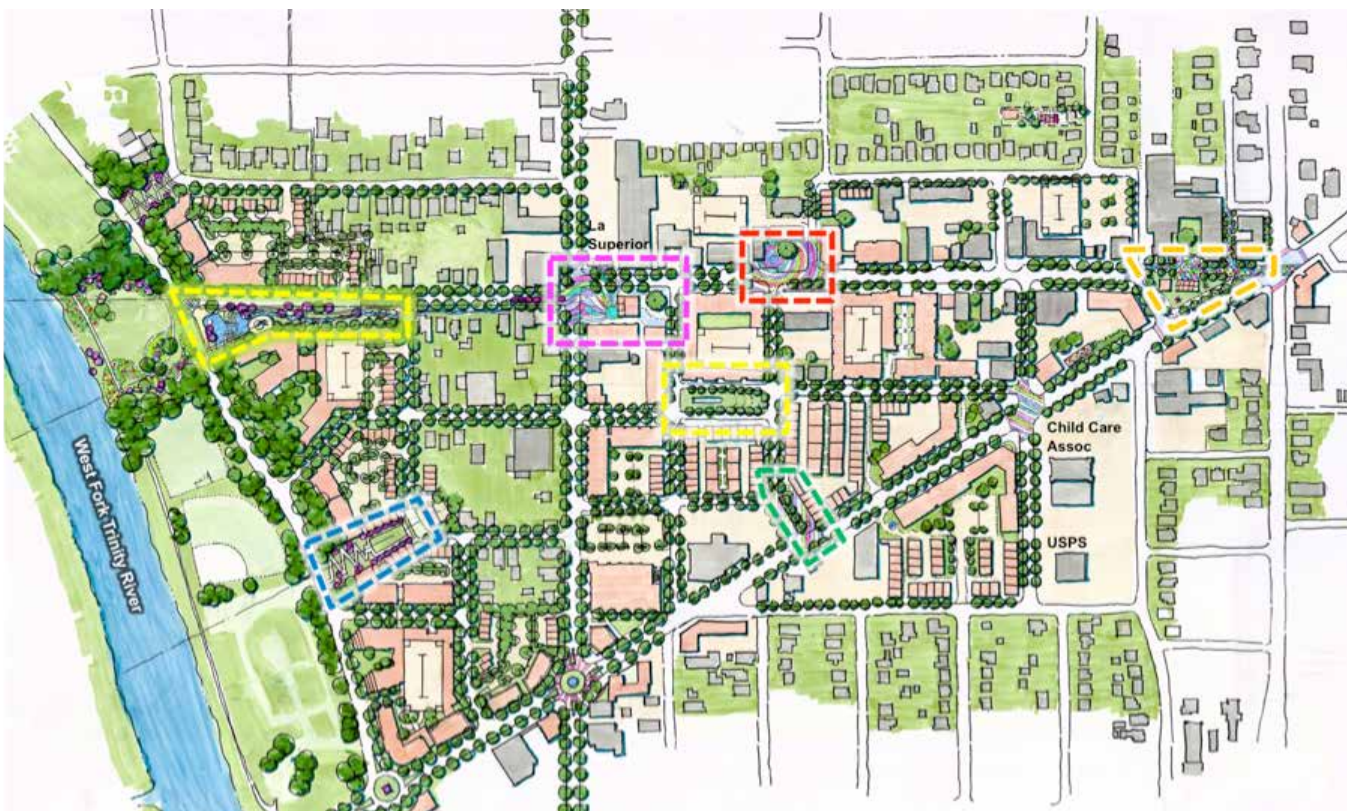 La
Superior
Child Care
Assoc
USPS
West Fork Trinity River